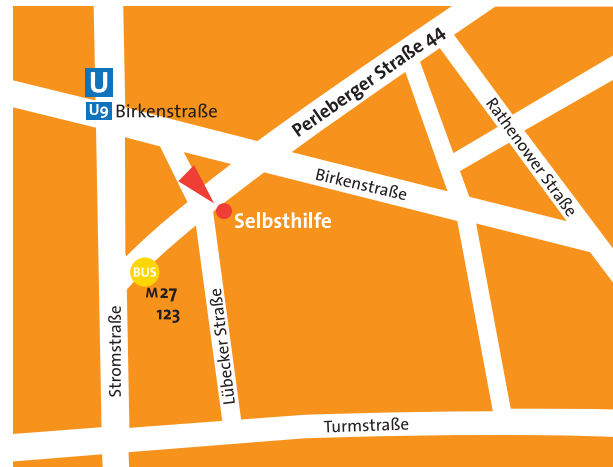 Perleberger Straße 44
U
U9 Birkenstraße
Rathenower Straße
Birkenstraße
Selbsthilfe
BUS
M27
123
Stromstraße
Lübecker Straße
Turmstraße